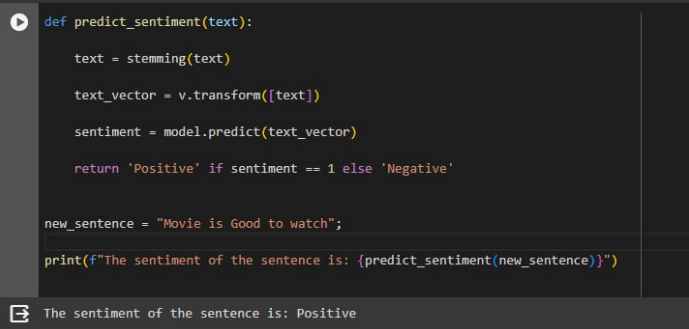 def predict_sentiment(text):
text = stemming(text)
text_vector = v.transform([text])
sentiment = model.predict(text_vector)
return 'Positive' if sentiment == 1 else 'Negative'
new_sentence = "Movie is Good to watch";
print(f"The sentiment of the sentence is: {predict_sentiment(new_sentence)}")
The sentiment of the sentence is: Positive